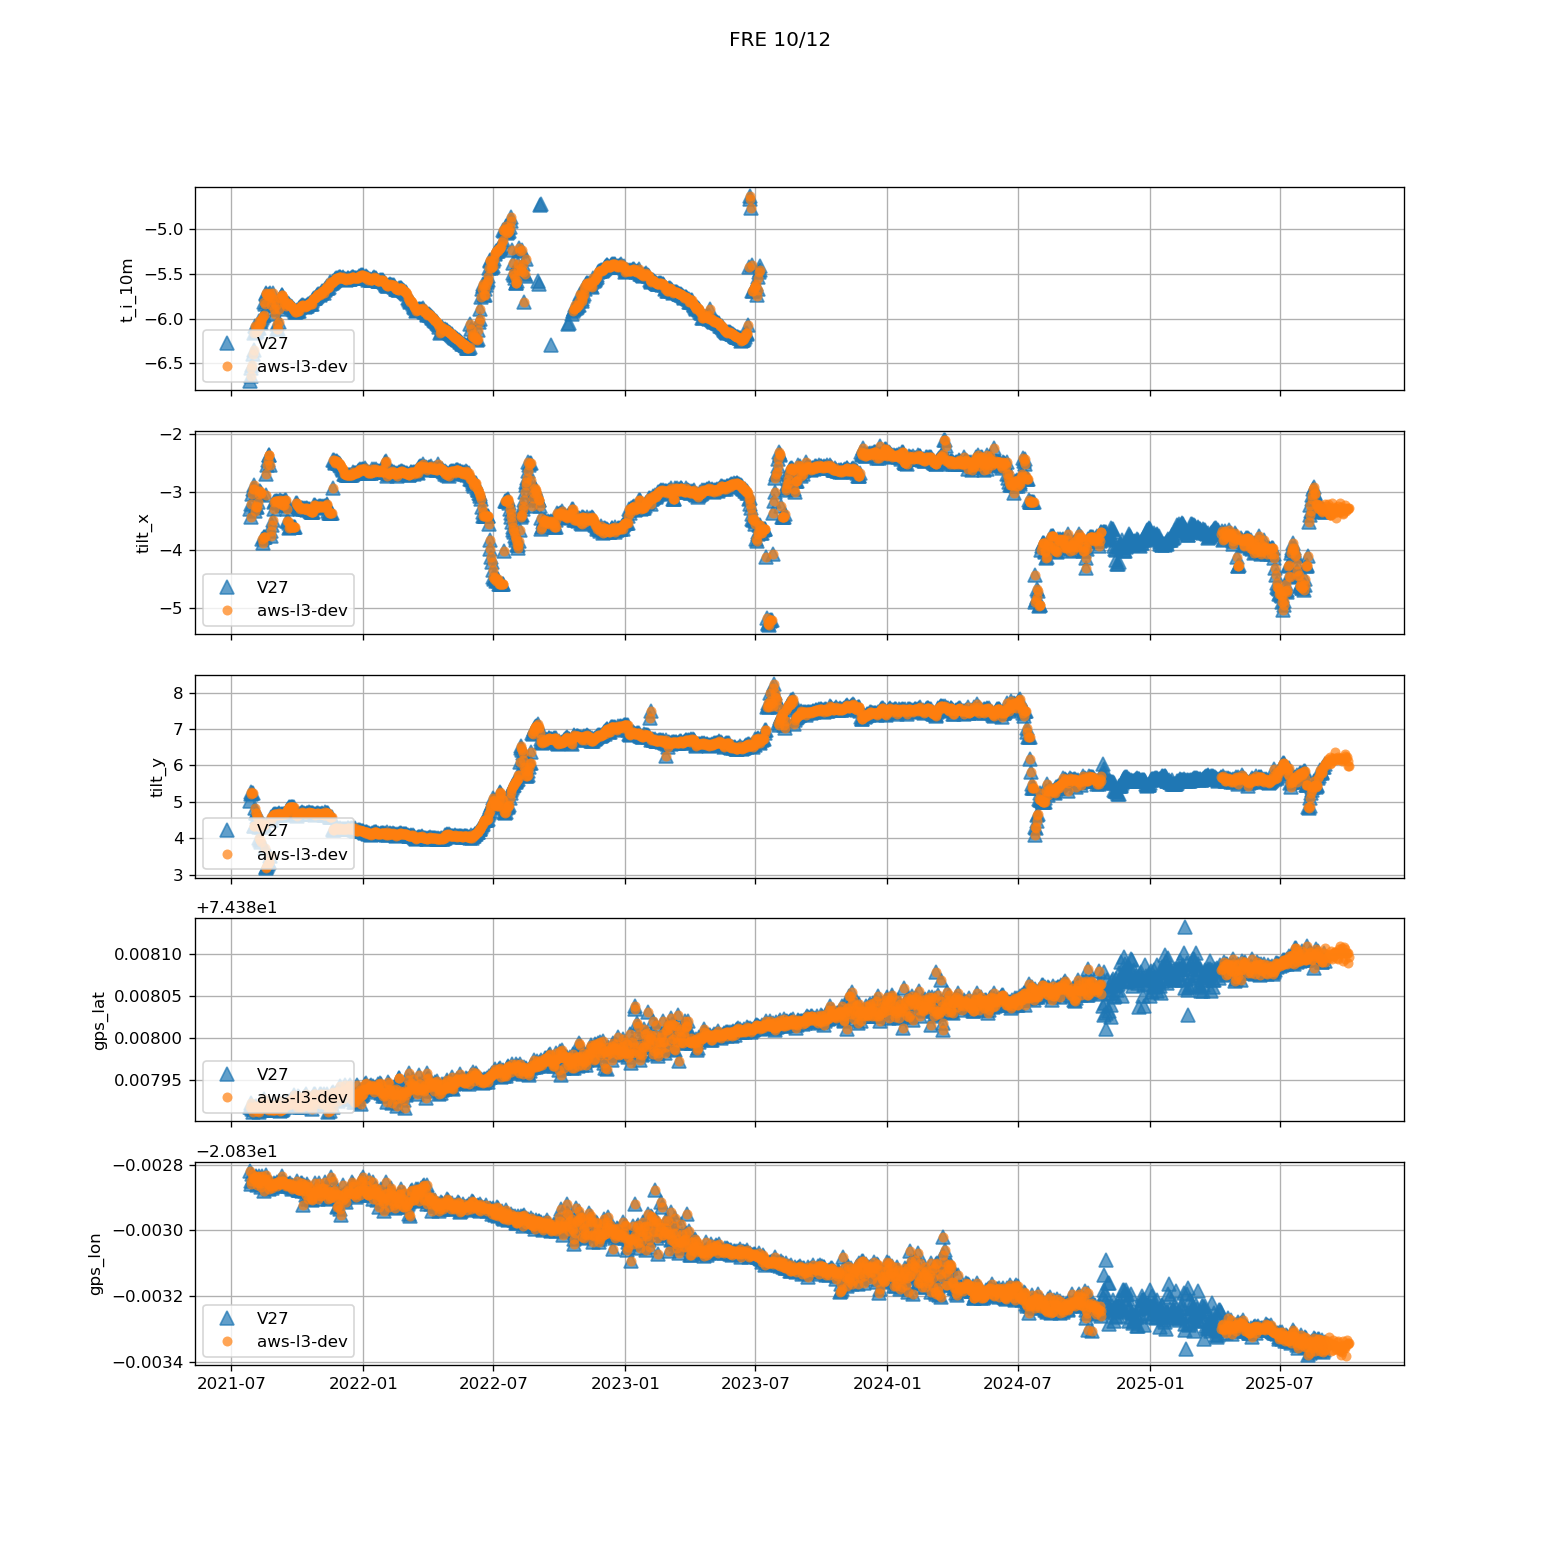 FRE 10/12
t_i_10m
−5.0
−5.5
−6.0
−6.5
V27
aws-l3-dev
tilt_x
−2
−3
−4
−5
V27
aws-l3-dev
tilt_y
8
7
6
5
4
3
V27
aws-l3-dev
+7.438e1
gps_lat
0.00810
0.00805
0.00800
0.00795
V27
aws-l3-dev
−2.083e1
gps_lon
−0.0028
−0.0030
−0.0032
−0.0034
V27
aws-l3-dev
2021-07 2022-01 2022-07 2023-01 2023-07 2024-01 2024-07 2025-01 2025-07